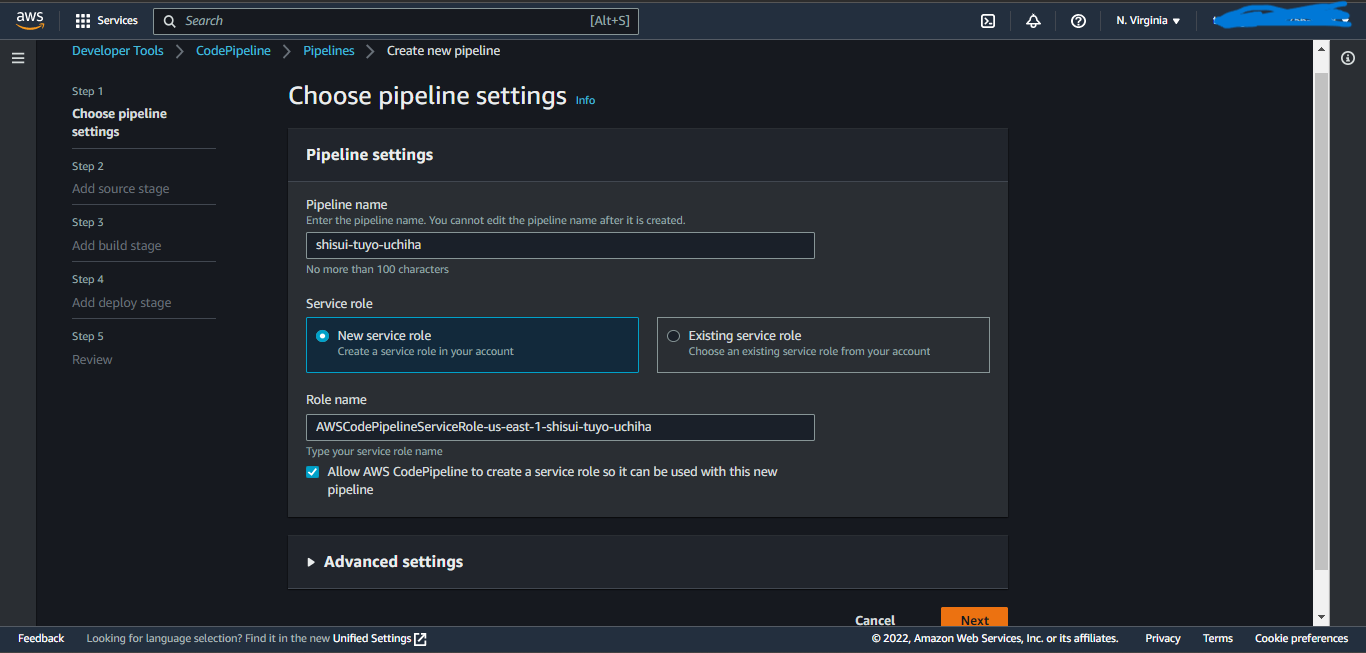 aws
Services
Search [Alt+S]
N. Virginia
Developer Tools
CodePipeline
Pipelines
Create new pipeline
Step 1
Choose pipeline
settings
Step 2
Add source stage
Step 3
Add build stage
Step 4
Add deploy stage
Step 5
Review
Choose pipeline settings Info
Pipeline settings
Pipeline name
Enter the pipeline name. You cannot edit the pipeline name after it is created.
shisui-tuyo-uchiha
No more than 100 characters
Service role
New service role
Create a service role in your account
Existing service role
Choose an existing service role from your account
Role name
AWSCodePipelineServiceRole-us-east-1-shisui-tuyo-uchiha
Type your service role name
Allow AWS CodePipeline to create a service role so it can be used with this new
pipeline
Advanced settings
Cancel
Next
Feedback
Looking for language selection? Find it in the new Unified Settings
© 2022, Amazon Web Services, Inc. or its affiliates.
Privacy
Terms
Cookie preferences